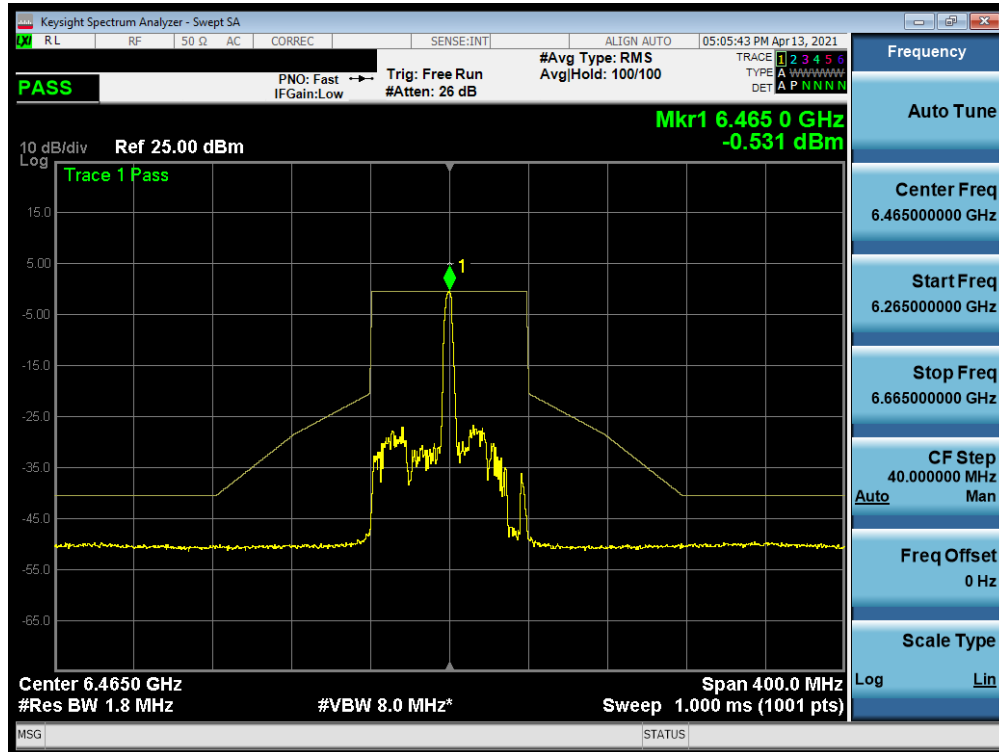 Keysight Spectrum Analyzer - Swept SA
LXI RL RF 50 Ω AC CORREC SENSE:INT ALIGN AUTO 05:05:43 PM Apr 13, 2021
PASS
PNO: Fast
IFGain:Low
Trig: Free Run
#Atten: 26 dB
#Avg Type: RMS
Avg|Hold: 100/100
TRACE 1 2 3 4 5 6
TYPE A WWWWW
DET A P N N N N
Mkr1 6.465 0 GHz
-0.531 dBm
10 dB/div Ref 25.00 dBm
Log
Trace 1 Pass
15.0
5.00
-5.00
-15.0
-25.0
-35.0
-45.0
-55.0
-65.0
1
Center 6.4650 GHz Span 400.0 MHz
#Res BW 1.8 MHz #VBW 8.0 MHz* Sweep 1.000 ms (1001 pts)
MSG STATUS
Frequency
Auto Tune
Center Freq
6.465000000 GHz
Start Freq
6.265000000 GHz
Stop Freq
6.665000000 GHz
CF Step
40.000000 MHz
Auto Man
Freq Offset
0 Hz
Scale Type
Log Lin